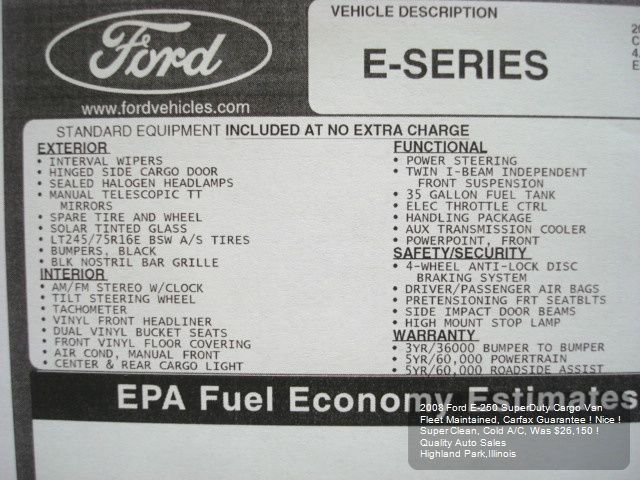 Ford
www.fordvehicles.com
VEHICLE DESCRIPTION
E-SERIES
20
C
4.
E
STANDARD EQUIPMENT INCLUDED AT NO EXTRA CHARGE
EXTERIOR
• INTERVAL WIPERS
• HINGED SIDE CARGO DOOR
• SEALED HALOGEN HEADLAMPS
• MANUAL TELESCOPIC TT
MIRRORS
• SPARE TIRE AND WHEEL
• SOLAR TINTED GLASS
• LT245/75R16E BSW A/S TIRES
• BUMPERS, BLACK
• BLK NOSTRIL BAR GRILLE
INTERIOR
• AM/FM STEREO W/CLOCK
• TILT STEERING WHEEL
• TACHOMETER
• VINYL FRONT HEADLINER
• DUAL VINYL BUCKET SEATS
• FRONT VINYL FLOOR COVERING
• AIR COND, MANUAL FRONT
• CENTER & REAR CARGO LIGHT
FUNCTIONAL
• POWER STEERING
• TWIN I-BEAM INDEPENDENT
FRONT SUSPENSION
• 35 GALLON FUEL TANK
• ELEC THROTTLE CTRL
• HANDLING PACKAGE
• AUX TRANSMISSION COOLER
• POWERPOINT, FRONT
SAFETY/SECURITY
• 4-WHEEL ANTI-LOCK DISC
BRAKING SYSTEM
• DRIVER/PASSENGER AIR BAGS
• PRETENSIONING FRT SEATBLTS
• SIDE IMPACT DOOR BEAMS
• HIGH MOUNT STOP LAMP
WARRANTY
• 3YR/36000 BUMPER TO BUMPER
• 5YR/60,000 POWERTRAIN
• 5YR/60,000 ROADSIDE ASSIST
EPA Fuel Economy Estimates
2008 Ford E-250 SuperDuty Cargo Van
Fleet Maintained, Carfax Guarantee ! Nice !
Super Clean, Cold A/C, Was $26,150 !
Quality Auto Sales
Highland Park,Illinois